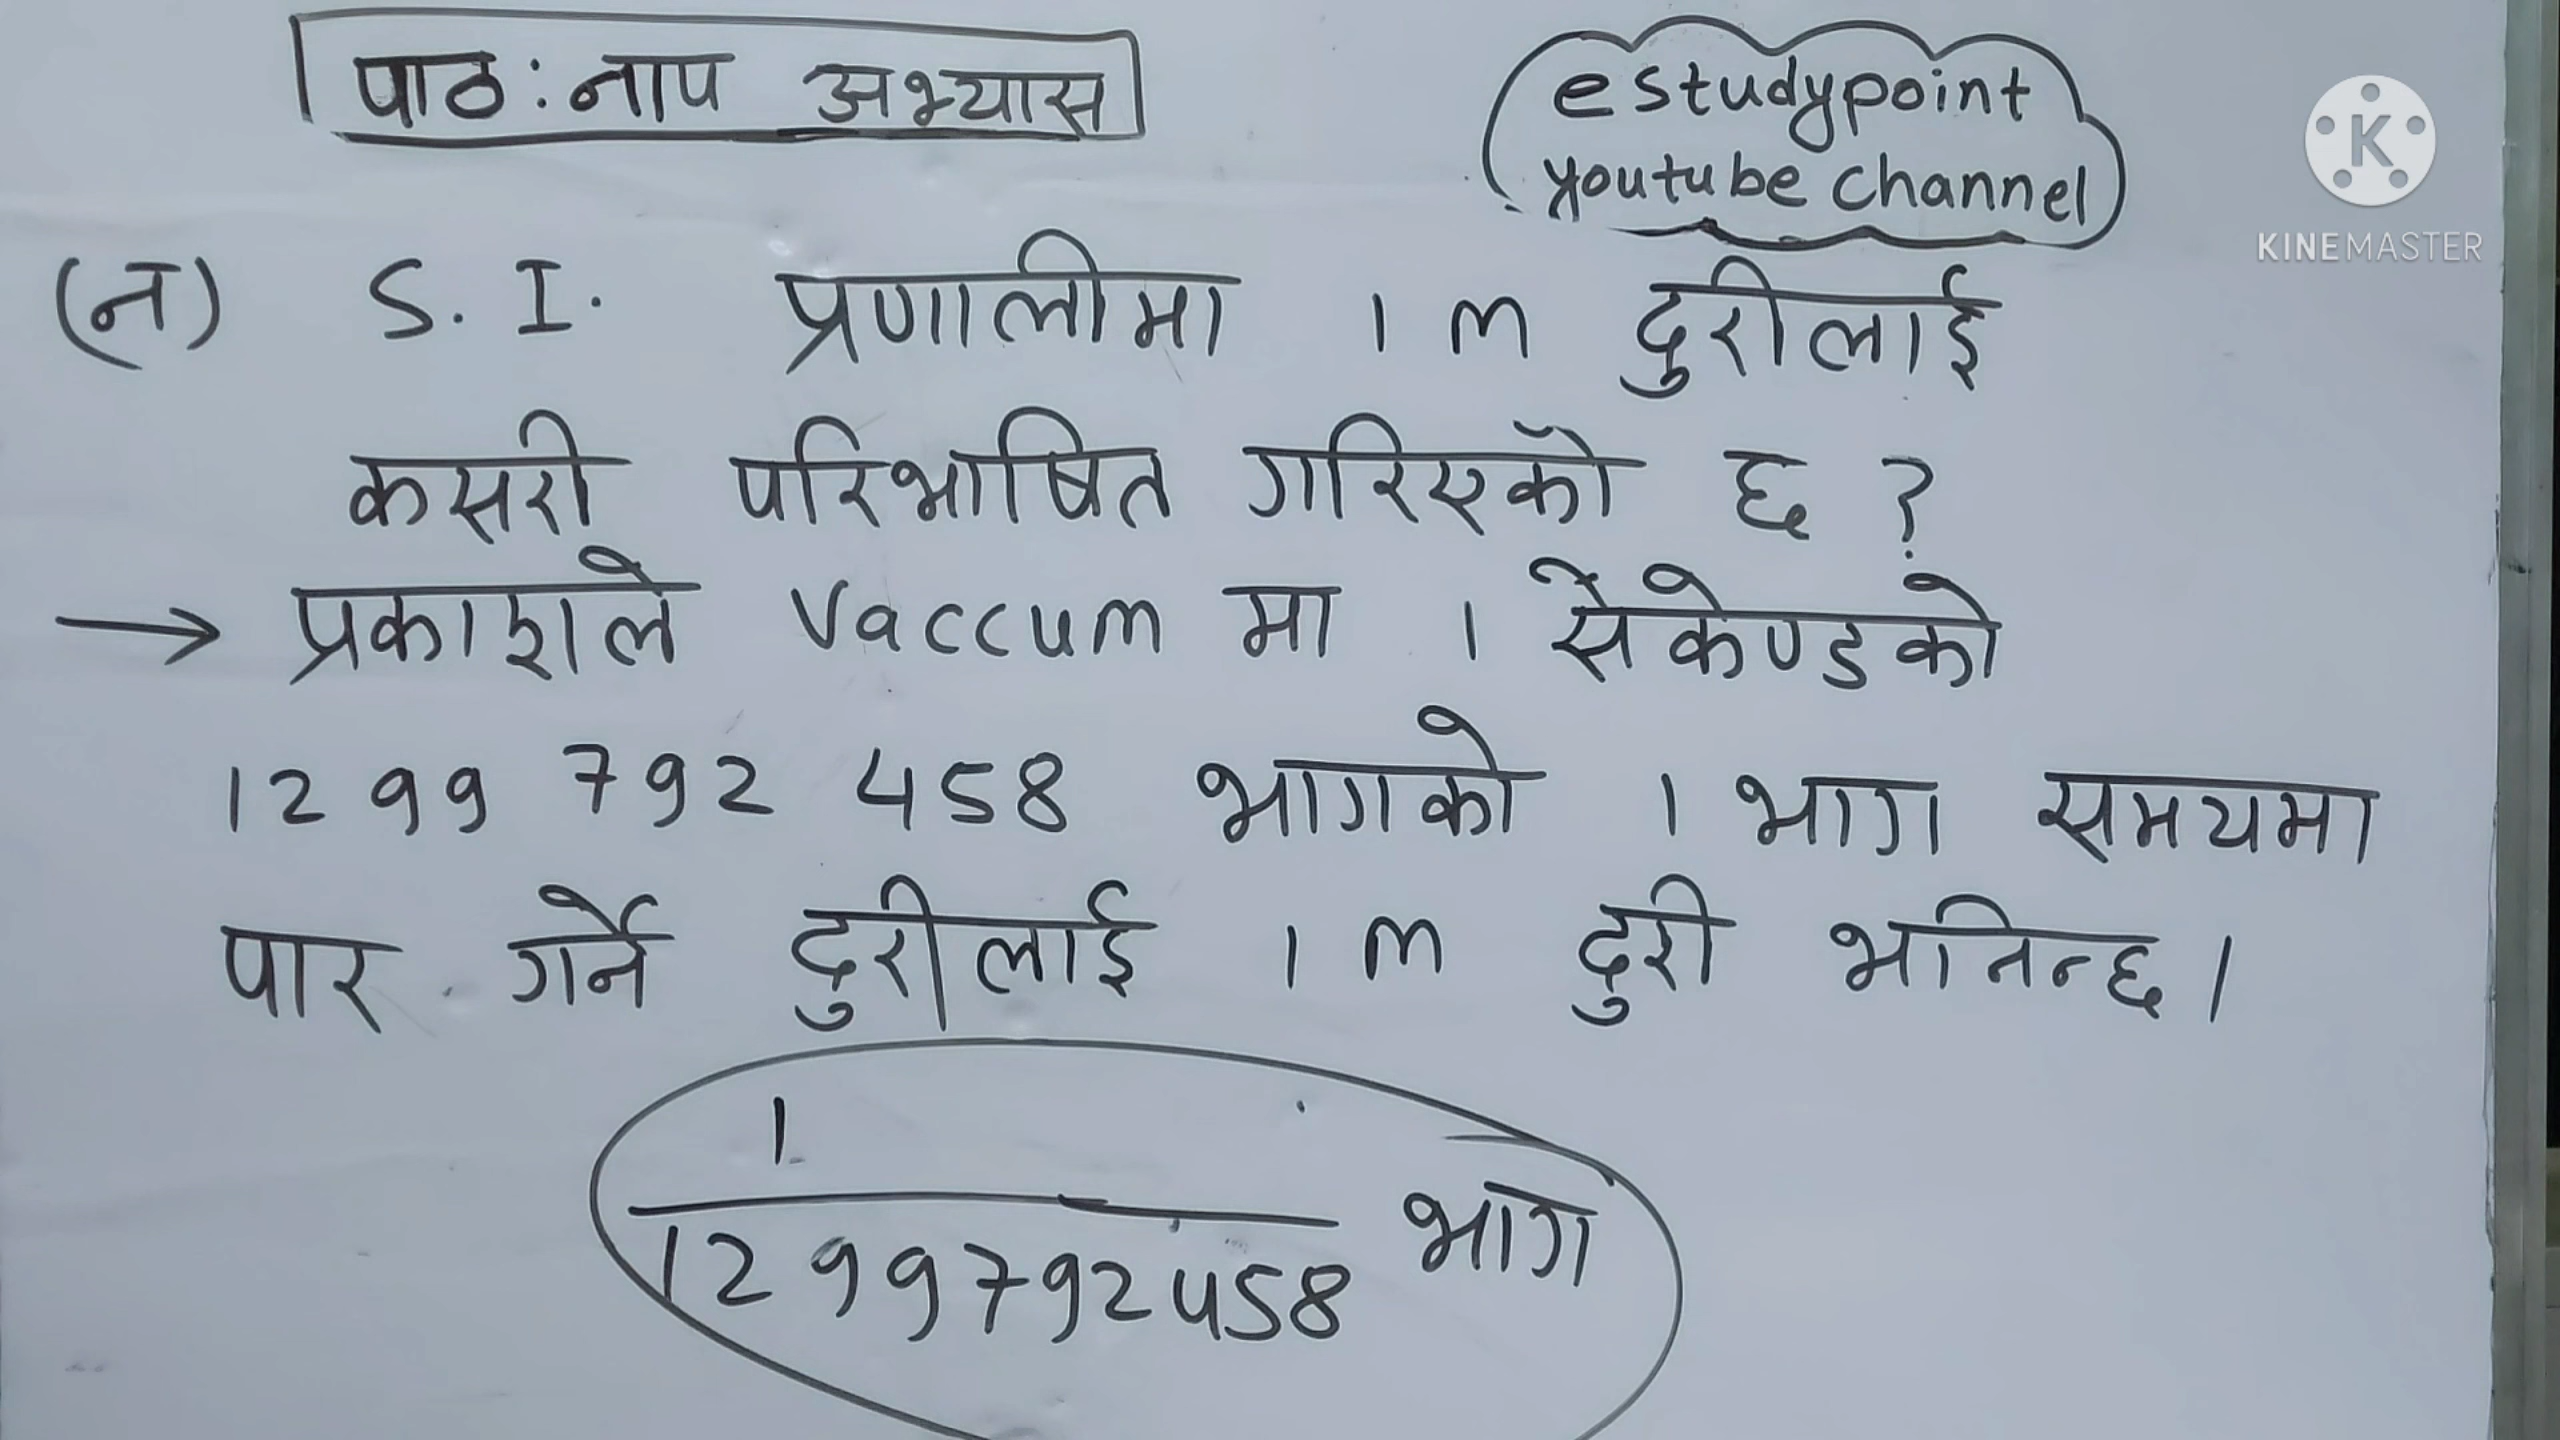 पाठ: नाप अभ्यास
estudypoint
youtube channel
K
KINEMASTER
(न) S. I. प्रणालीमा 1 m दुरीलाई
कसरी परिभाषित गरिएको छ ?
→ प्रकाशले Vaccum मा 1 सेकेण्डको
1299 792 458 भागको 1 भाग समयमा
पार गर्ने दुरीलाई 1 m दुरी भनिन्छ।
1
1299792458 भाग